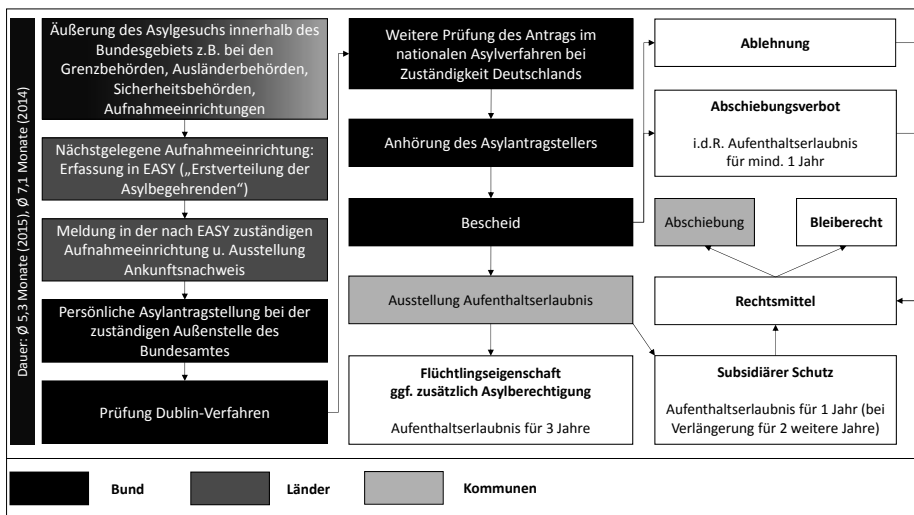 Dauer: Ø 5,3 Monate (2015), Ø 7,1 Monate (2014)
Äußerung des Asylgesuchs innerhalb des
Bundesgebiets z.B. bei den
Grenzbehörden, Ausländerbehörden,
Sicherheitsbehörden,
Aufnahmeeinrichtungen
Nächstgelegene Aufnahmeeinrichtung:
Erfassung in EASY („Erstverteilung der
Asylbegehrenden“)
Meldung in der nach EASY zuständigen
Aufnahmeeinrichtung u. Ausstellung
Ankunftsnachweis
Persönliche Asylantragstellung bei der
zuständigen Außenstelle des
Bundesamtes
Prüfung Dublin-Verfahren
Weitere Prüfung des Antrags im
nationalen Asylverfahren bei
Zuständigkeit Deutschlands
Anhörung des Asylantragstellers
Bescheid
Ausstellung Aufenthaltserlaubnis
Flüchtlingseigenschaft
ggf. zusätzlich Asylberechtigung
Aufenthaltserlaubnis für 3 Jahre
Ablehnung
Abschiebungsverbot
i.d.R. Aufenthaltserlaubnis
für mind. 1 Jahr
Abschiebung
Bleiberecht
Rechtsmittel
Subsidiärer Schutz
Aufenthaltserlaubnis für 1 Jahr (bei
Verlängerung für 2 weitere Jahre)
Bund
Länder
Kommunen